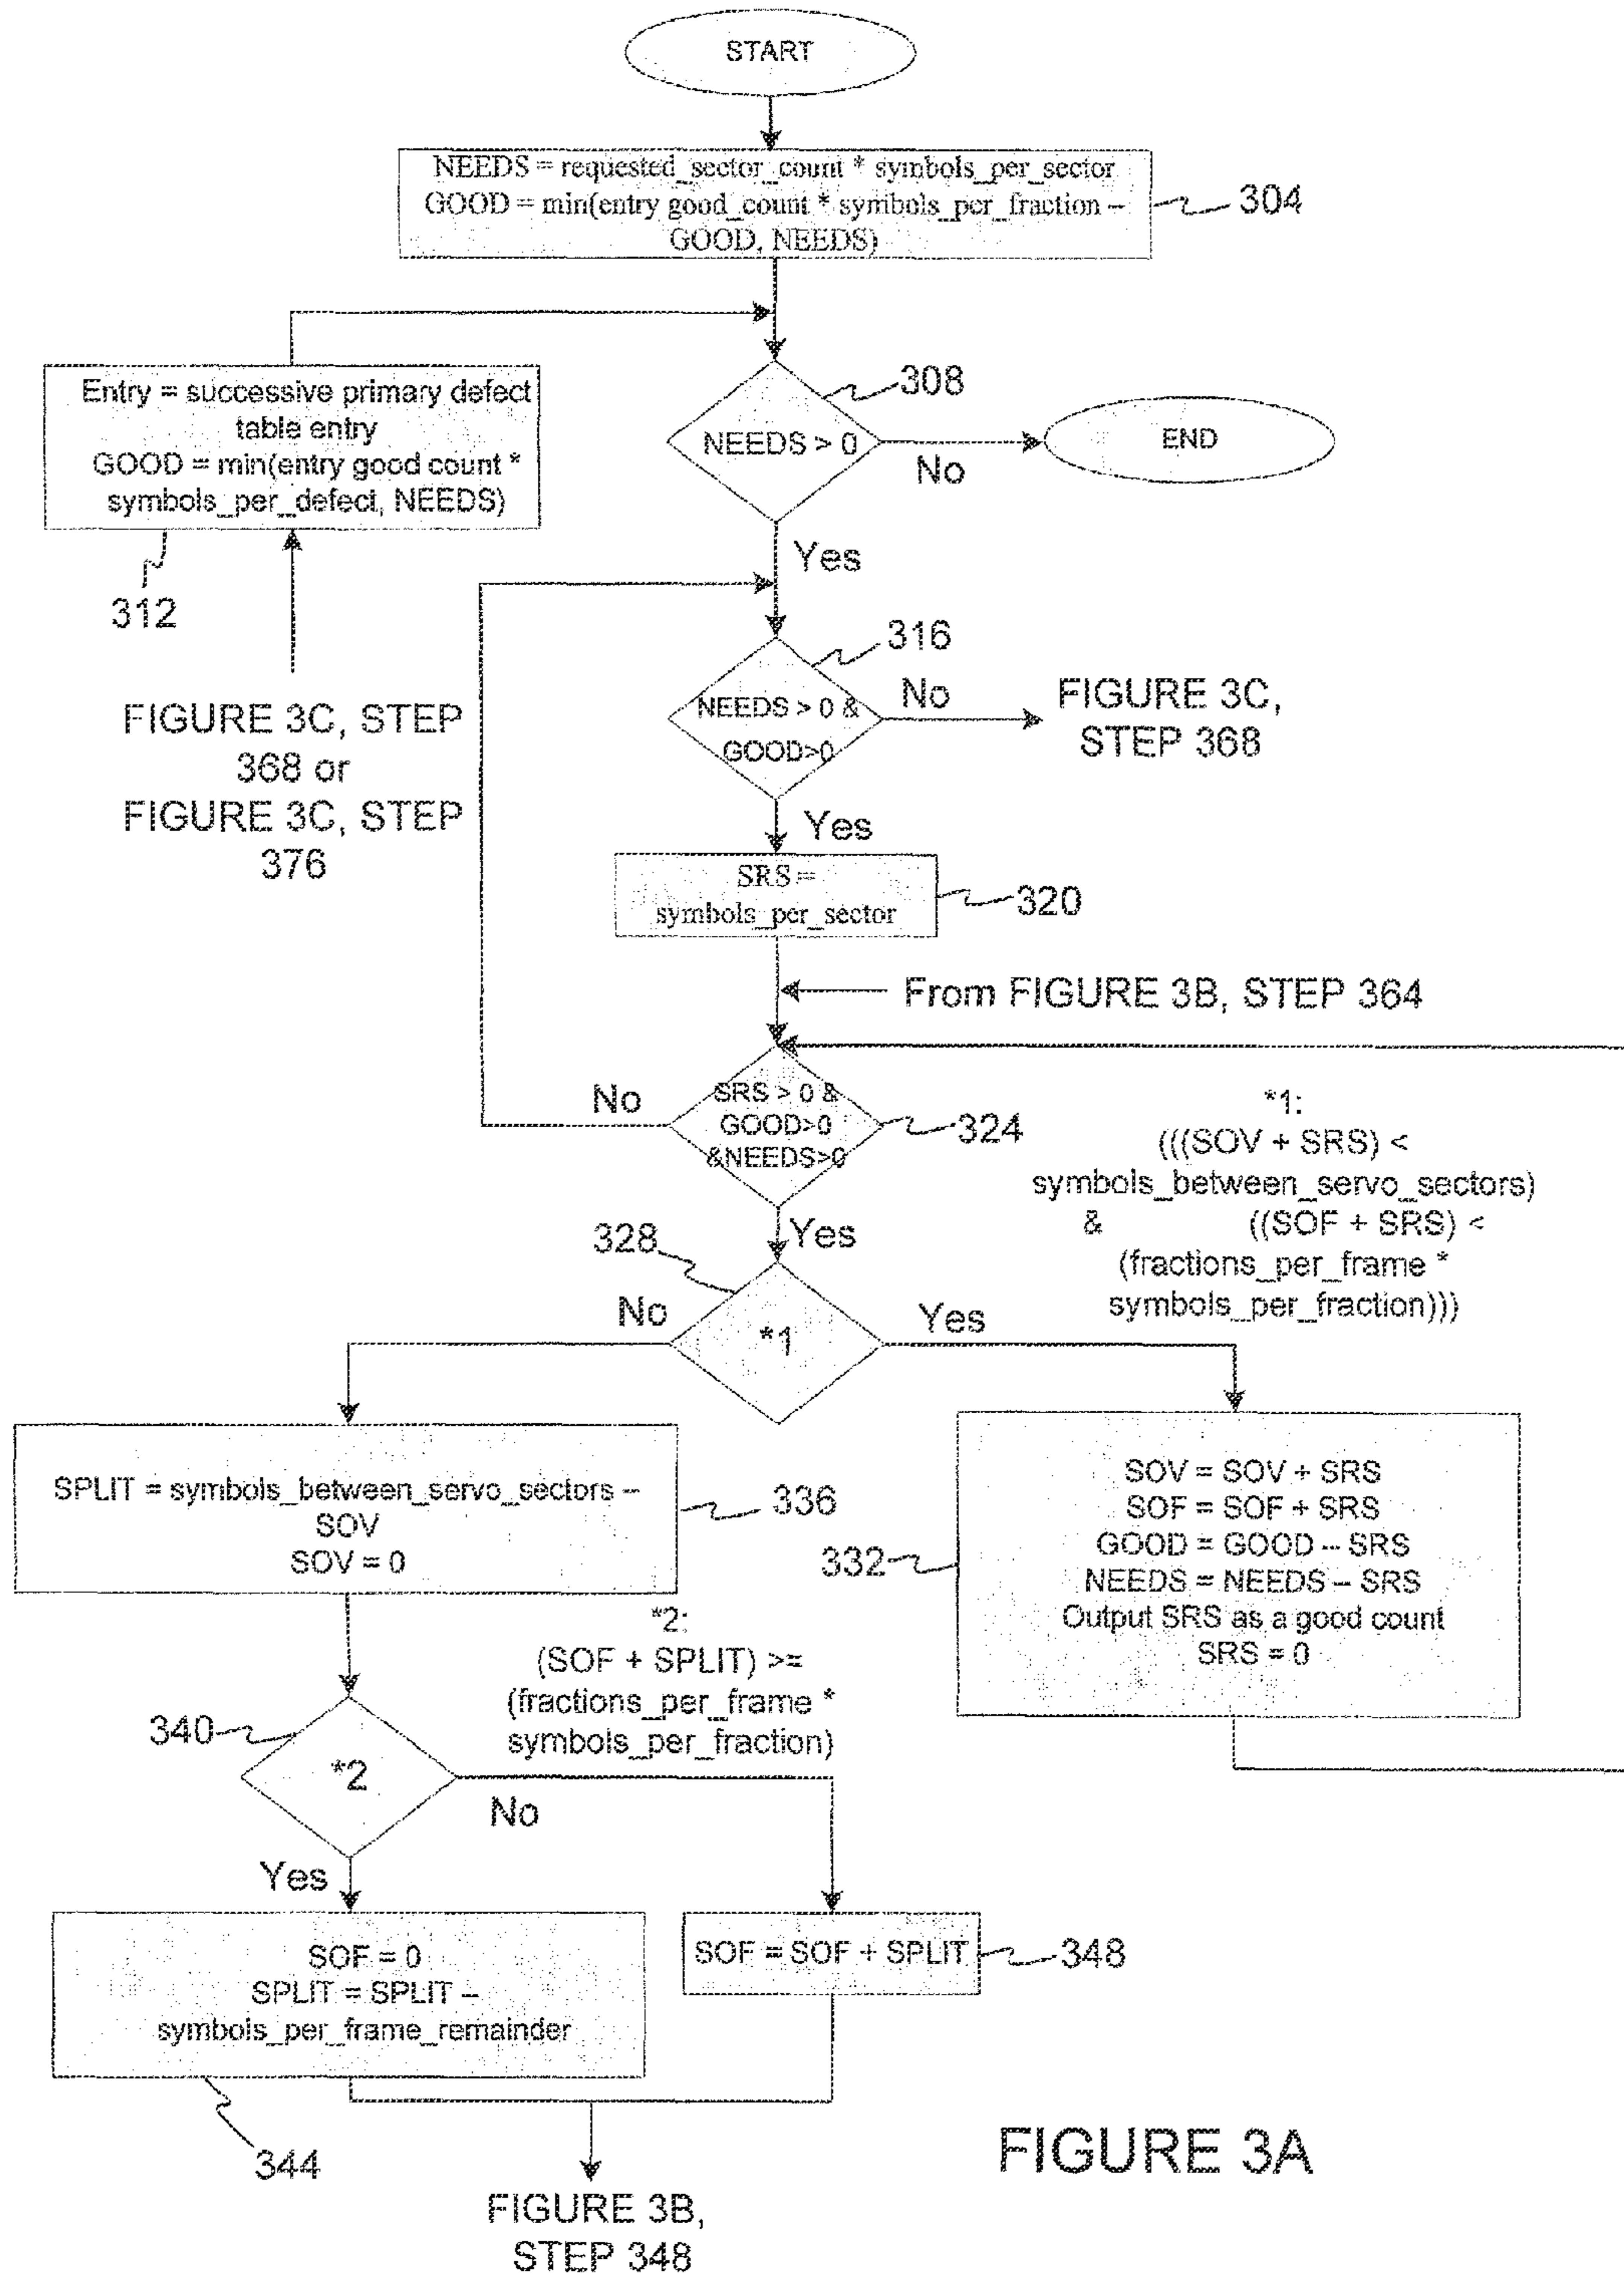 START
NEEDS = requested_sector_count * symbols_per_sector
GOOD = min(entry good_count * symbols_per_fraction –
GOOD, NEEDS)
304
Entry = successive primary defect
table entry
GOOD = min(entry good count *
symbols_per_defect, NEEDS)
312
308
NEEDS > 0
No
END
Yes
FIGURE 3C, STEP
368 or
FIGURE 3C, STEP
376
316
NEEDS > 0 &
GOOD>0
No
FIGURE 3C,
STEP 368
Yes
SRS =
symbols_per_sector
320
From FIGURE 3B, STEP 364
No
SRS > 0 &
GOOD>0
&NEEDS>0
324
*1:
(((SOV + SRS) <
symbols_between_servo_sectors)
& ((SOF + SRS) <
(fractions_per_frame *
symbols_per_fraction)))
328
Yes
No
*1
Yes
SPLIT = symbols_between_servo_sectors –
SOV
SOV = 0
336
332
SOV = SOV + SRS
SOF = SOF + SRS
GOOD = GOOD – SRS
NEEDS = NEEDS – SRS
Output SRS as a good count
SRS = 0
*2:
(SOF + SPLIT) >=
(fractions_per_frame *
symbols_per_fraction)
340
*2
No
Yes
SOF = 0
SPLIT = SPLIT –
symbols_per_frame_remainder
344
SOF = SOF + SPLIT
348
FIGURE 3B,
STEP 348
FIGURE 3A